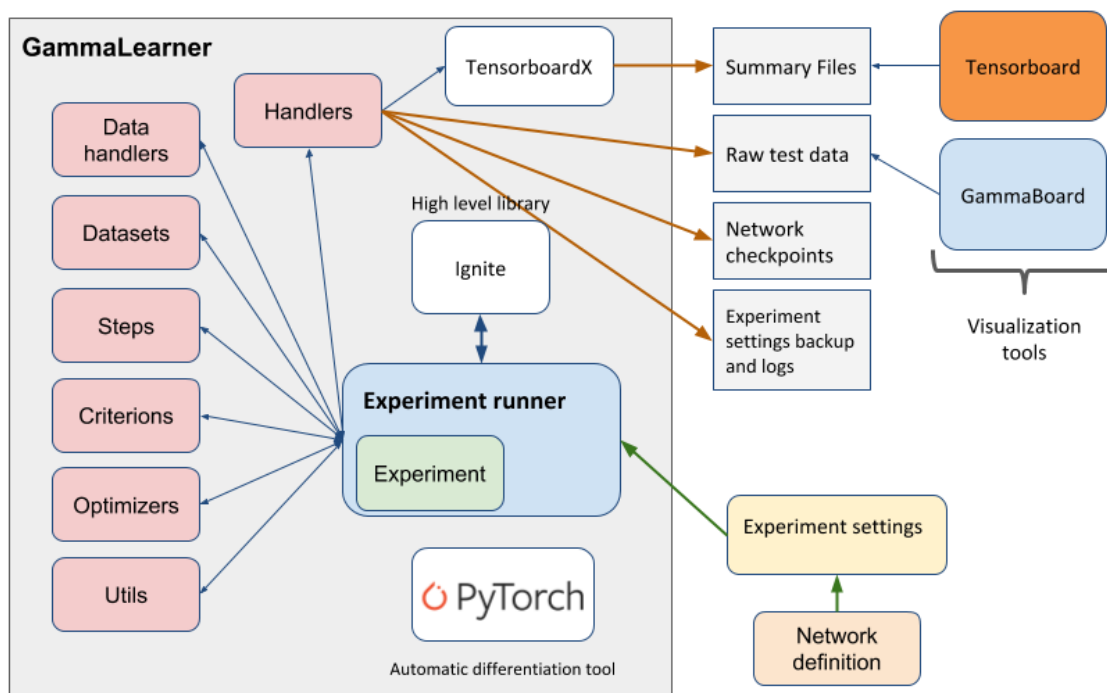 GammaLearner
TensorboardX
Summary Files
Tensorboard
Handlers
Data
handlers
Raw test data
GammaBoard
High level library
Datasets
Network
checkpoints
Ignite
Steps
Experiment
settings backup
and logs
Visualization
tools
Criterions
Experiment runner
Experiment
Optimizers
Experiment settings
Utils
PyTorch
Network
definition
Automatic differentiation tool